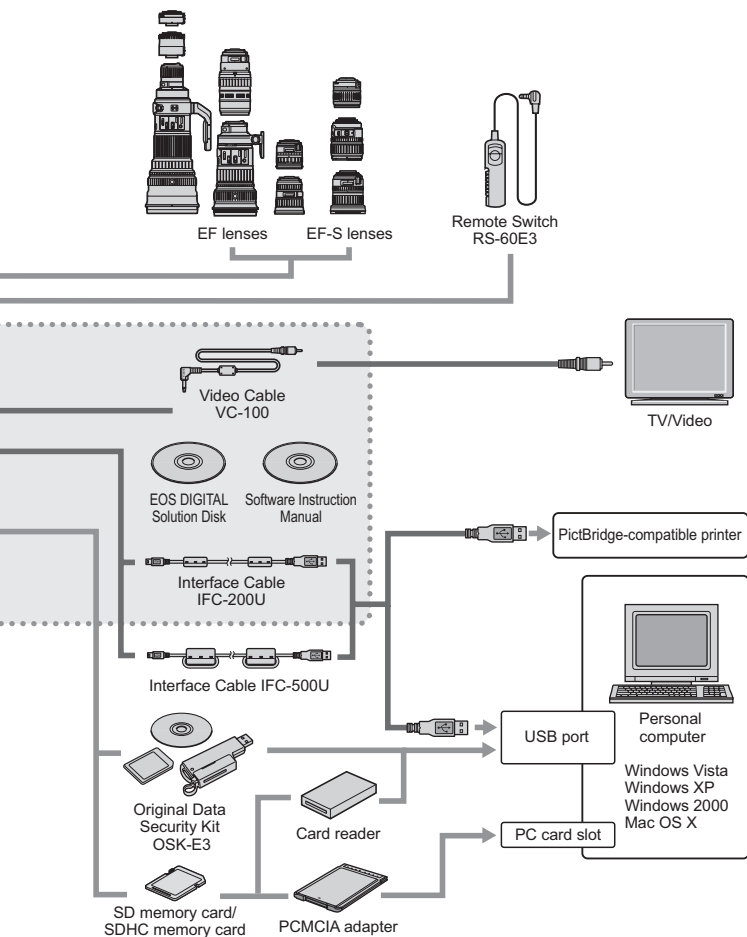 EF lenses
EF-S lenses
Remote Switch
RS-60E3
Video Cable
VC-100
TV/Video
EOS DIGITAL
Solution Disk
Software Instruction
Manual
PictBridge-compatible printer
Interface Cable
IFC-200U
Interface Cable IFC-500U
USB port
Personal
computer
Windows Vista
Windows XP
Windows 2000
Mac OS X
Original Data
Security Kit
OSK-E3
Card reader
PC card slot
SD memory card/
SDHC memory card
PCMCIA adapter